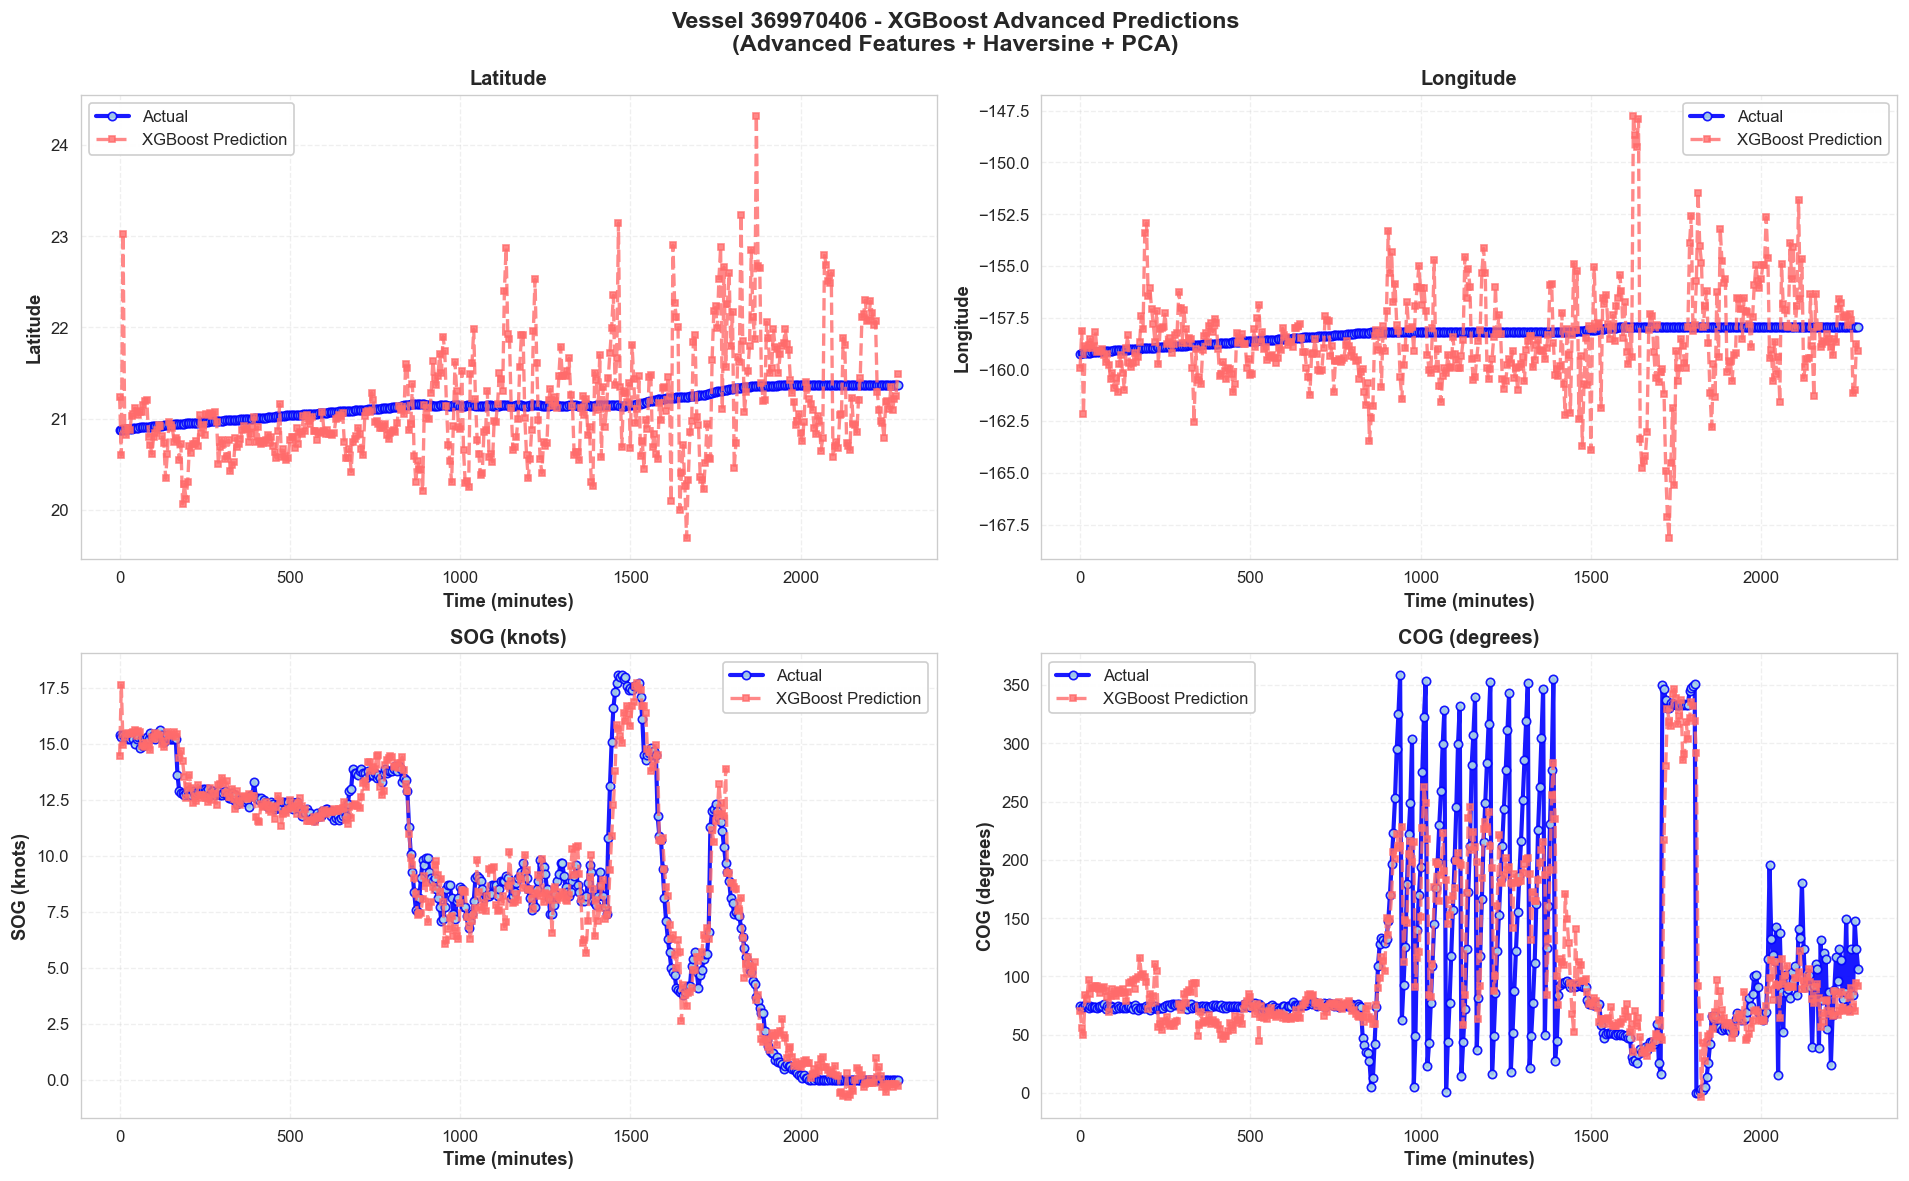 Vessel 369970406 - XGBoost Advanced Predictions
(Advanced Features + Haversine + PCA)
Latitude
Actual
XGBoost Prediction
Latitude
24
23
22
21
20
0
500
1000
1500
2000
Time (minutes)
Longitude
Actual
XGBoost Prediction
Longitude
−147.5
−150.0
−152.5
−155.0
−157.5
−160.0
−162.5
−165.0
−167.5
0
500
1000
1500
2000
Time (minutes)
SOG (knots)
Actual
XGBoost Prediction
SOG (knots)
17.5
15.0
12.5
10.0
7.5
5.0
2.5
0.0
0
500
1000
1500
2000
Time (minutes)
COG (degrees)
Actual
XGBoost Prediction
COG (degrees)
350
300
250
200
150
100
50
0
0
500
1000
1500
2000
Time (minutes)